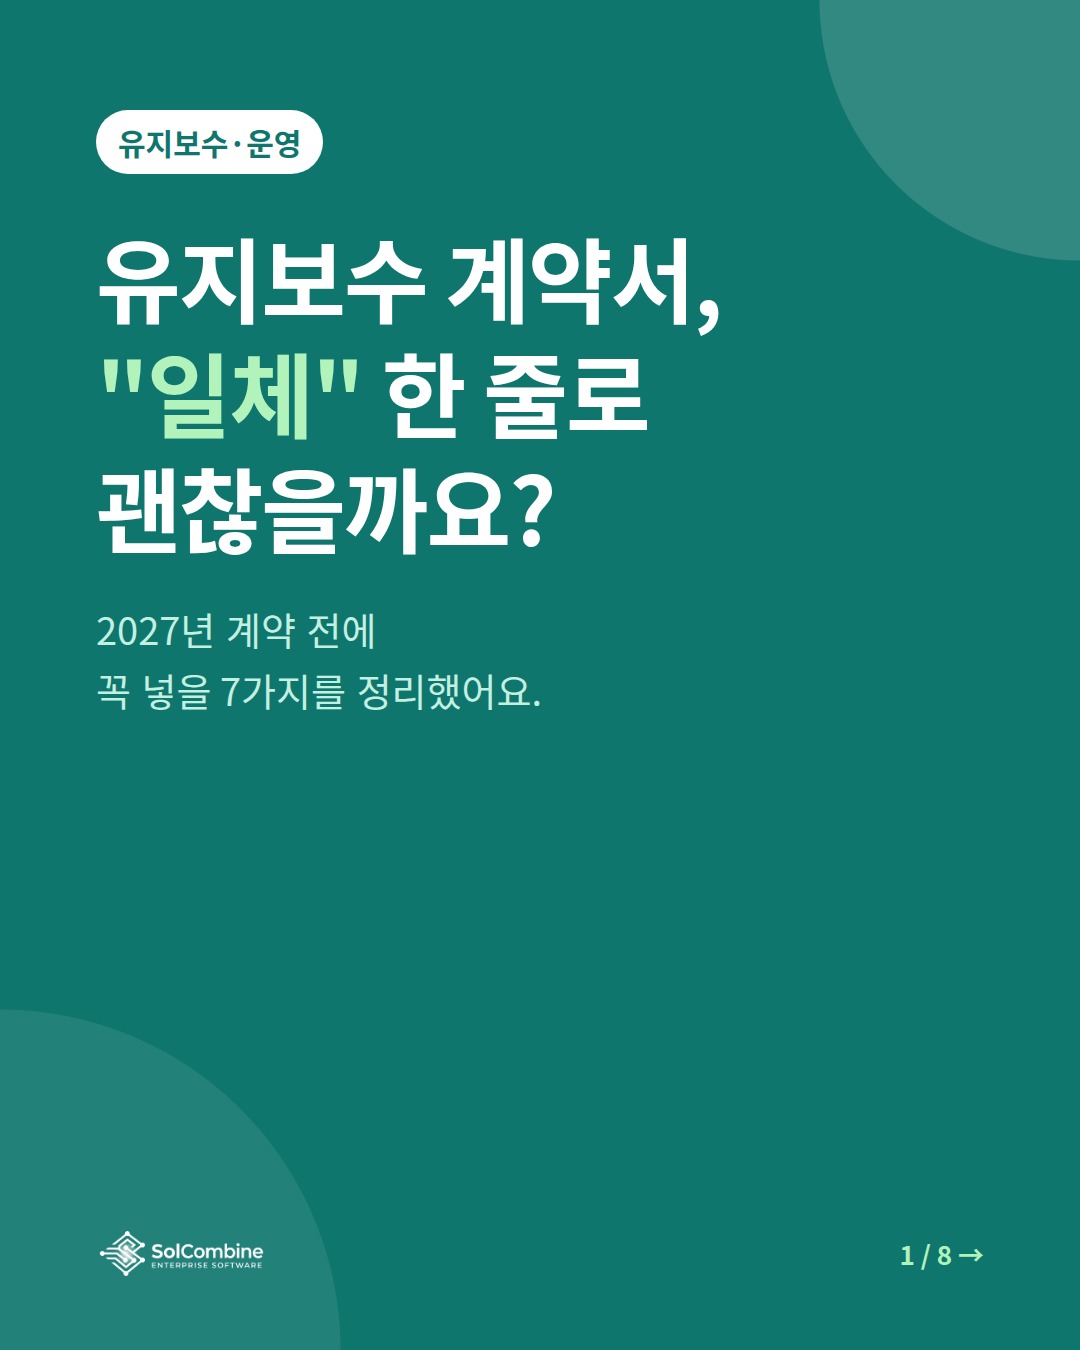 유지보수·운영
유지보수 계약서,
"일체" 한 줄로
괜찮을까요?
2027년 계약 전에
꼭 넣을 7가지를 정리했어요.
SolCombine
ENTERPRISE SOFTWARE
1 / 8 →